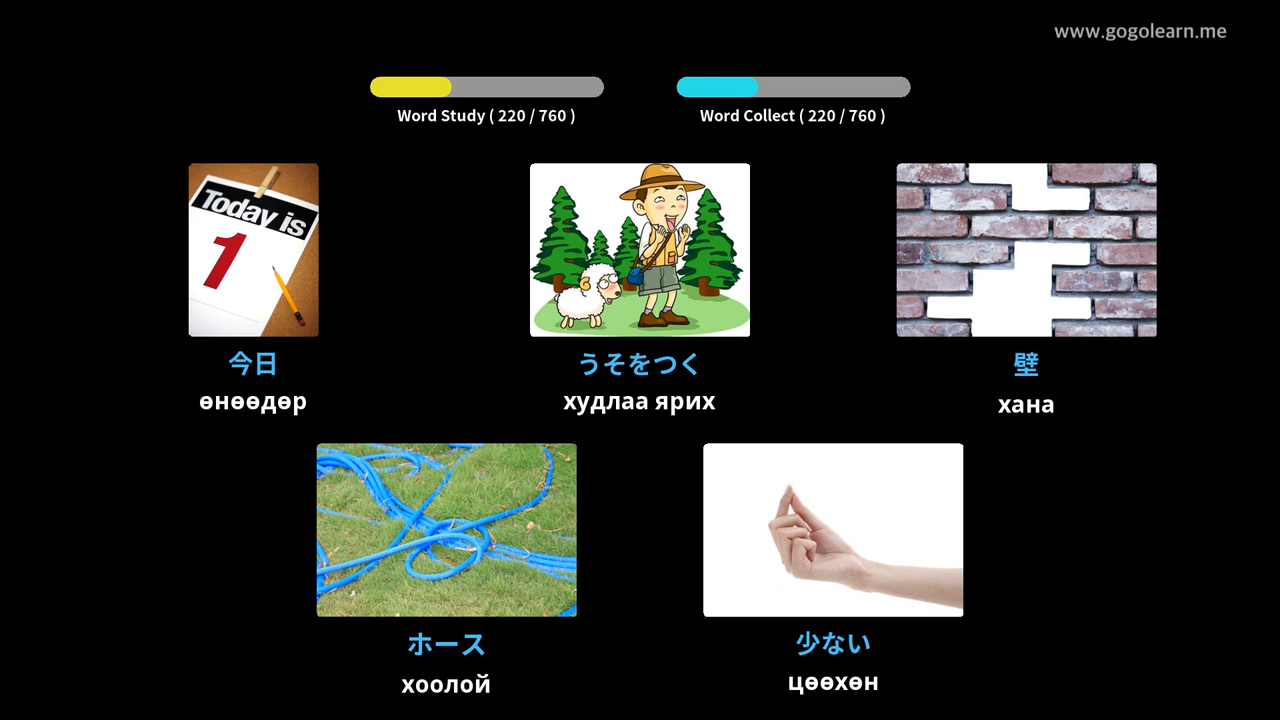 www.gogolearn.me
Word Study ( 220 / 760 )
Word Collect ( 220 / 760 )
Today is
1
今日
өнөөдөр
うそをつく
худлаа ярих
壁
хана
ホース
хоолой
少ない
цөөхөн